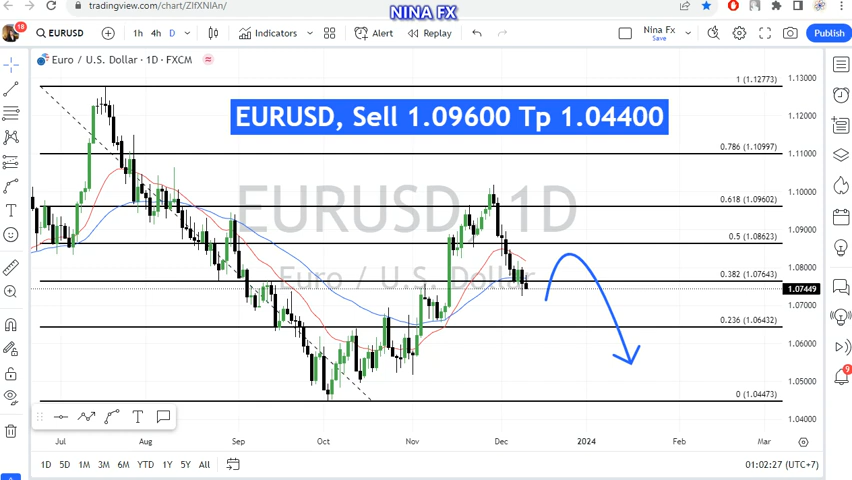 NINA FX
tradingview.com/chart/ZIfXNIAn/
18
EURUSD
1h 4h D
Indicators
Alert
Replay
Nina Fx
Save
Publish
Euro / U.S. Dollar · 1D · FXCM
EURUSD, Sell 1.09600 Tp 1.04400
EURUSD, 1D
Euro / U.S. Dollar
1 (1.12773)
0.786 (1.10997)
0.618 (1.09602)
0.5 (1.08623)
0.382 (1.07643)
0.236 (1.06432)
0 (1.04473)
1.13000
1.12000
1.11000
1.10000
1.09000
1.08000
1.07449
1.07000
1.06000
1.05000
1.04000
9
Jul Aug Sep Oct Nov Dec 2024 Feb Mar
1D 5D 1M 3M 6M YTD 1Y 5Y All
01:02:27 (UTC+7)